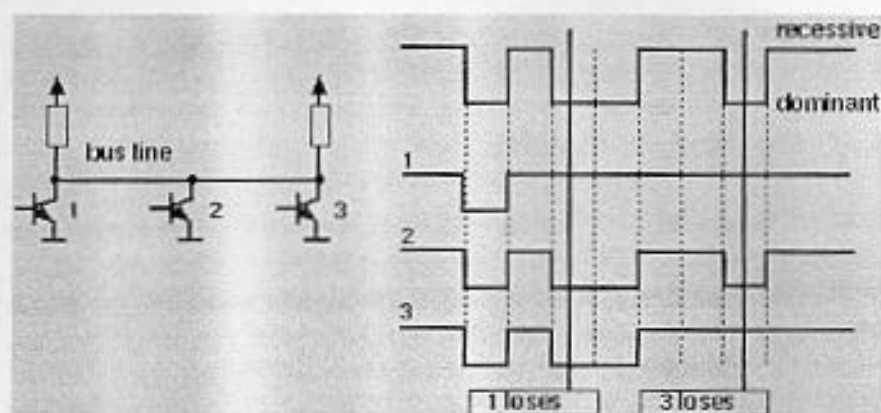 recessive
dominant
bus line
1
2
3
1
2
3
1 loses
3 loses